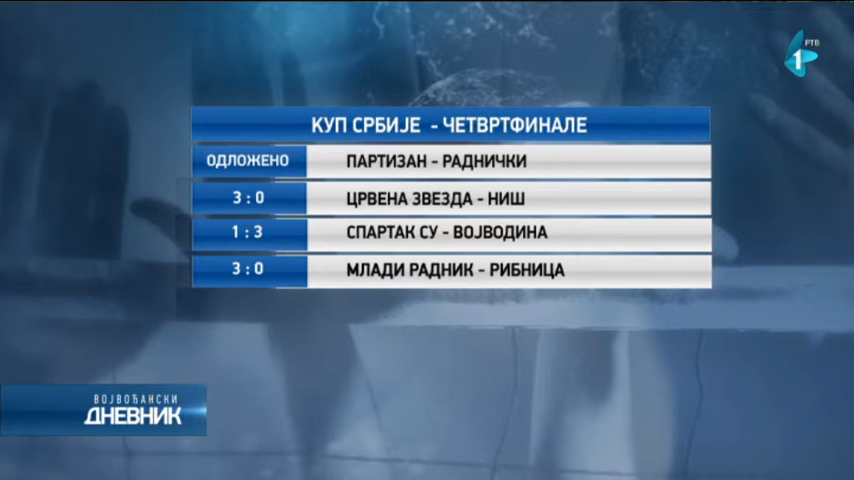 РТВ
1
КУП СРБИЈЕ - ЧЕТВРТФИНАЛЕ
ОДЛОЖЕНО ПАРТИЗАН - РАДНИЧКИ
3 : 0 ЦРВЕНА ЗВЕЗДА - НИШ
1 : 3 СПАРТАК СУ - ВОЈВОДИНА
3 : 0 МЛАДИ РАДНИК - РИБНИЦА
ВОЈВОЂАНСКИ
ДНЕВНИК